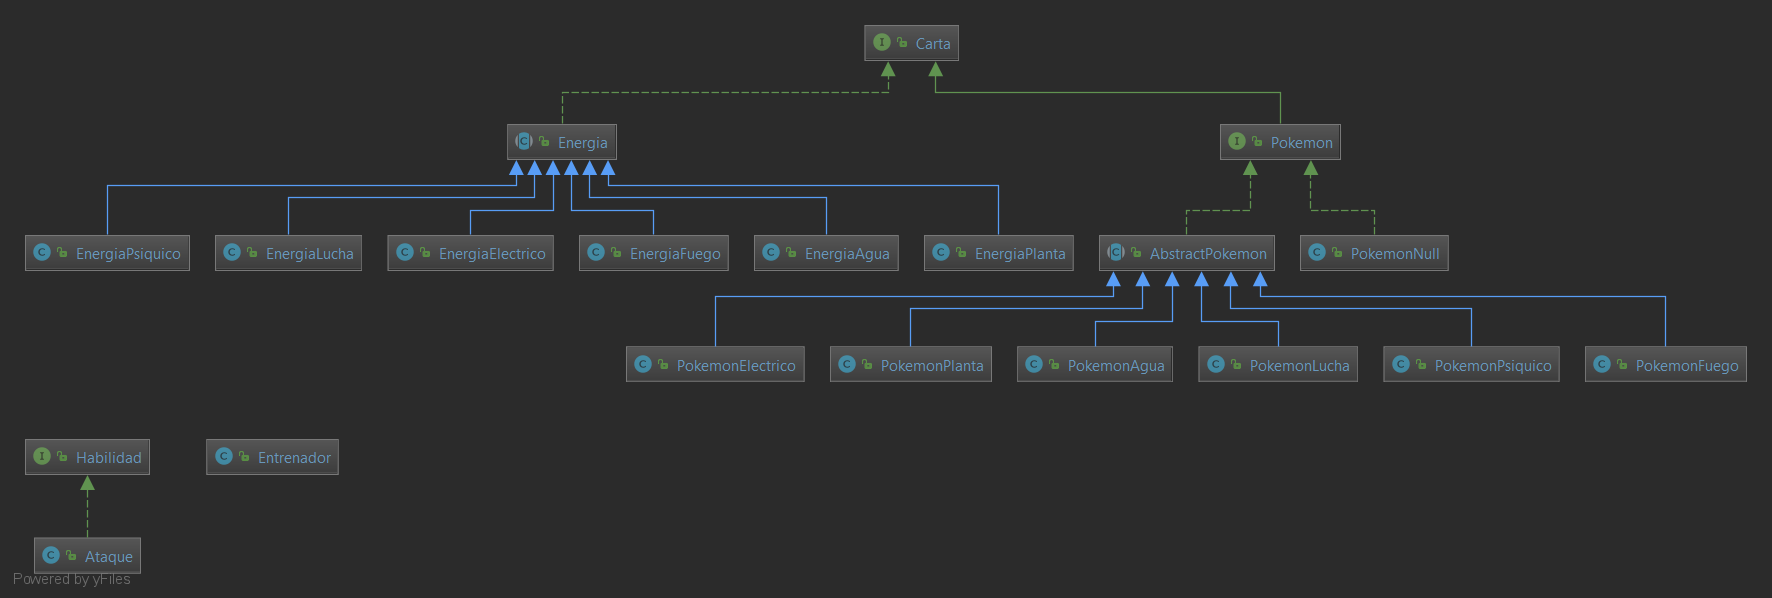 Carta
Energia
Pokemon
EnergiaPsiquico
EnergiaLucha
EnergiaElectrico
EnergiaFuego
EnergiaAgua
EnergiaPlanta
AbstractPokemon
PokemonNull
PokemonElectrico
PokemonPlanta
PokemonAgua
PokemonLucha
PokemonPsiquico
PokemonFuego
Habilidad
Entrenador
Ataque
Powered by yFiles